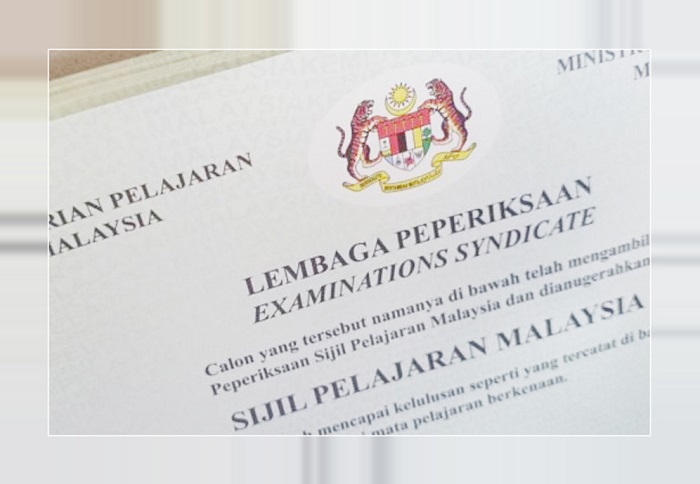 RIAN PELAJARAN
MALAYSIA
LEMBAGA PEPERIKSAAN
EXAMINATIONS SYNDICATE
Calon yang tersebut namanya di bawah telah mengambil
Peperiksaan Sijil Pelajaran Malaysia dan dianugerahkan
SIJIL PELAJARAN MALAYSIA
mencapai kelulusan seperti yang tercatat di
mata pelajaran berkenaan.